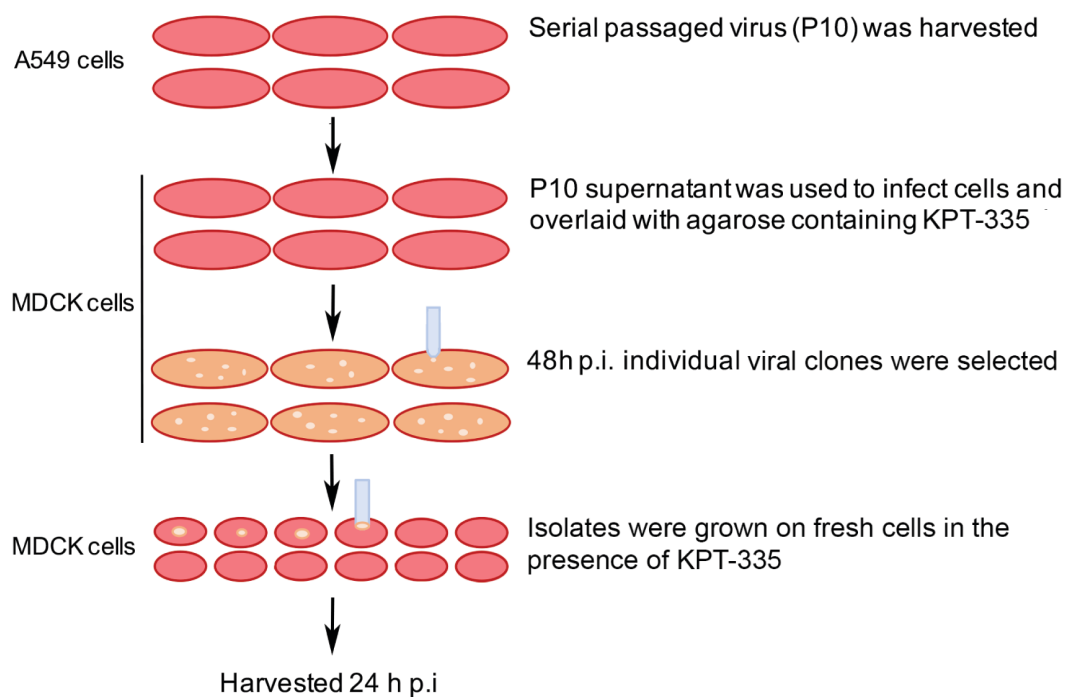 A549 cells
Serial passaged virus (P10) was harvested
P10 supernatant was used to infect cells and
overlaid with agarose containing KPT-335
MDCK cells
48h p.i. individual viral clones were selected
MDCK cells
Isolates were grown on fresh cells in the
presence of KPT-335
Harvested 24 h p.i